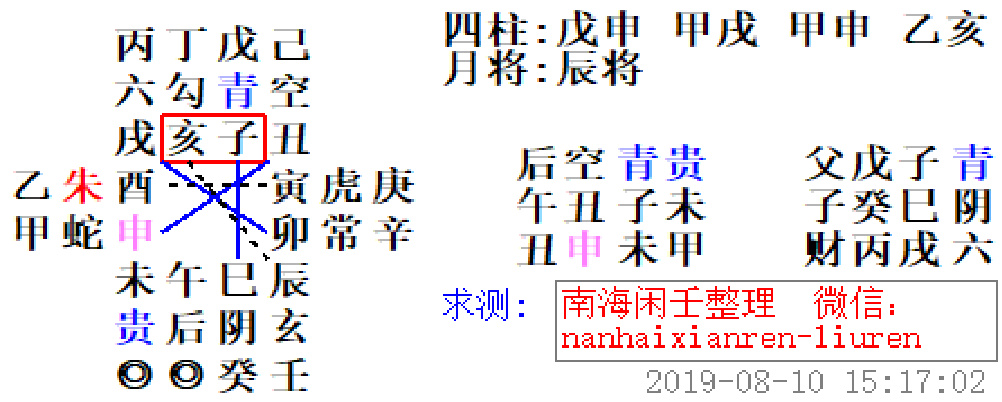 丙丁戊己
六勾青空
戌亥子丑
乙朱酉 寅虎庚
甲蛇申 卯常辛
未午巳辰
贵后阴玄
◎◎癸壬
四柱:戊申 甲戌 甲申 乙亥
月将:辰将
后空青贵 父戊子青
午丑子未 子癸巳阴
丑申未甲 财丙戌六
求测: 南海闲壬整理 微信:
nanhaixianren-liuren
2019-08-10 15:17:02